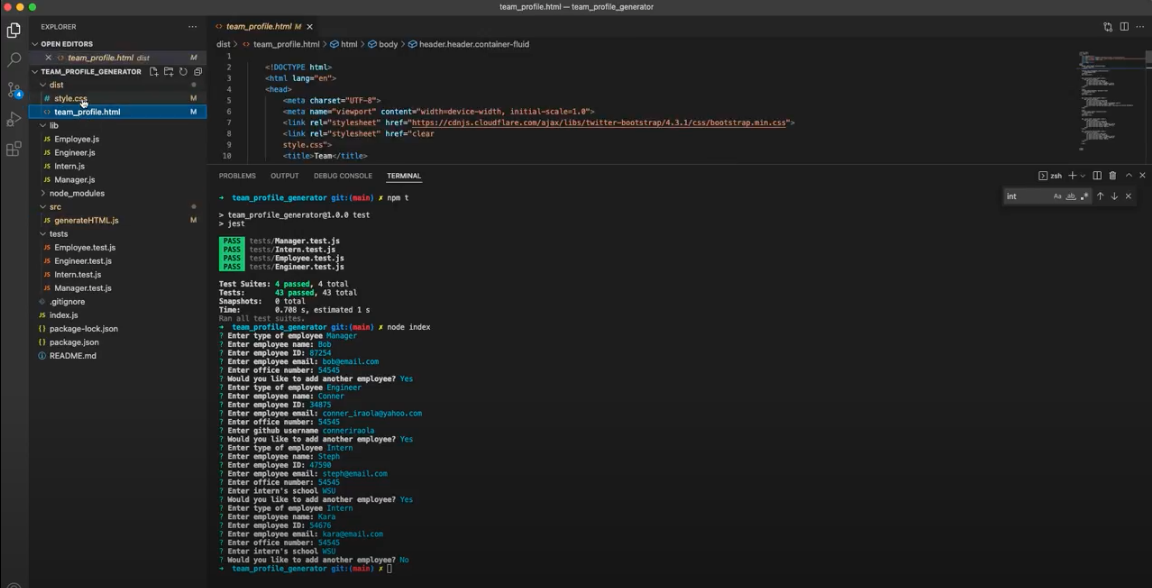 team_profile.html — team_profile_generator
EXPLORER
OPEN EDITORS
team_profile.html dist M
TEAM_PROFILE_GENERATOR
dist
# style.css M
<> team_profile.html M
lib
JS Employee.js
JS Engineer.js
JS Intern.js
JS Manager.js
node_modules
src
JS generateHTML.js M
tests
JS Employee.test.js
JS Engineer.test.js
JS Intern.test.js
JS Manager.test.js
.gitignore
JS index.js
{} package-lock.json
{} package.json
README.md
4
<> team_profile.html M
dist > <> team_profile.html > html > body > header.header.container-fluid
1
2 <!DOCTYPE html>
3 <html lang="en">
4 <head>
5 <meta charset="UTF-8">
6 <meta name="viewport" content="width=device-width, initial-scale=1.0">
7 <link rel="stylesheet" href="https://cdnjs.cloudflare.com/ajax/libs/twitter-bootstrap/4.3.1/css/bootstrap.min.css">
8 <link rel="stylesheet" href="clear
9 style.css">
10 <title>Team</title>
PROBLEMS OUTPUT DEBUG CONSOLE TERMINAL
zsh
int Aa ab
→ team_profile_generator git:(main) ✗ npm t
> team_profile_generator@1.0.0 test
> jest
PASS tests/Manager.test.js
PASS tests/Intern.test.js
PASS tests/Employee.test.js
PASS tests/Engineer.test.js
Test Suites: 4 passed, 4 total
Tests: 43 passed, 43 total
Snapshots: 0 total
Time: 0.708 s, estimated 1 s
Ran all test suites.
→ team_profile_generator git:(main) ✗ node index
? Enter type of employee Manager
? Enter employee name: Bob
? Enter employee ID: 87254
? Enter employee email: bob@email.com
? Enter office number: 54545
? Would you like to add another employee? Yes
? Enter type of employee Engineer
? Enter employee name: Conner
? Enter employee ID: 34875
? Enter employee email: conner_iraola@yahoo.com
? Enter office number: 54545
? Enter github username conneriraola
? Would you like to add another employee? Yes
? Enter type of employee Intern
? Enter employee name: Steph
? Enter employee ID: 47590
? Enter employee email: steph@email.com
? Enter office number: 54545
? Enter intern's school WSU
? Would you like to add another employee? Yes
? Enter type of employee Intern
? Enter employee name: Kara
? Enter employee ID: 54676
? Enter employee email: kara@email.com
? Enter office number: 54545
? Enter intern's school WSU
? Would you like to add another employee? No
→ team_profile_generator git:(main) ✗